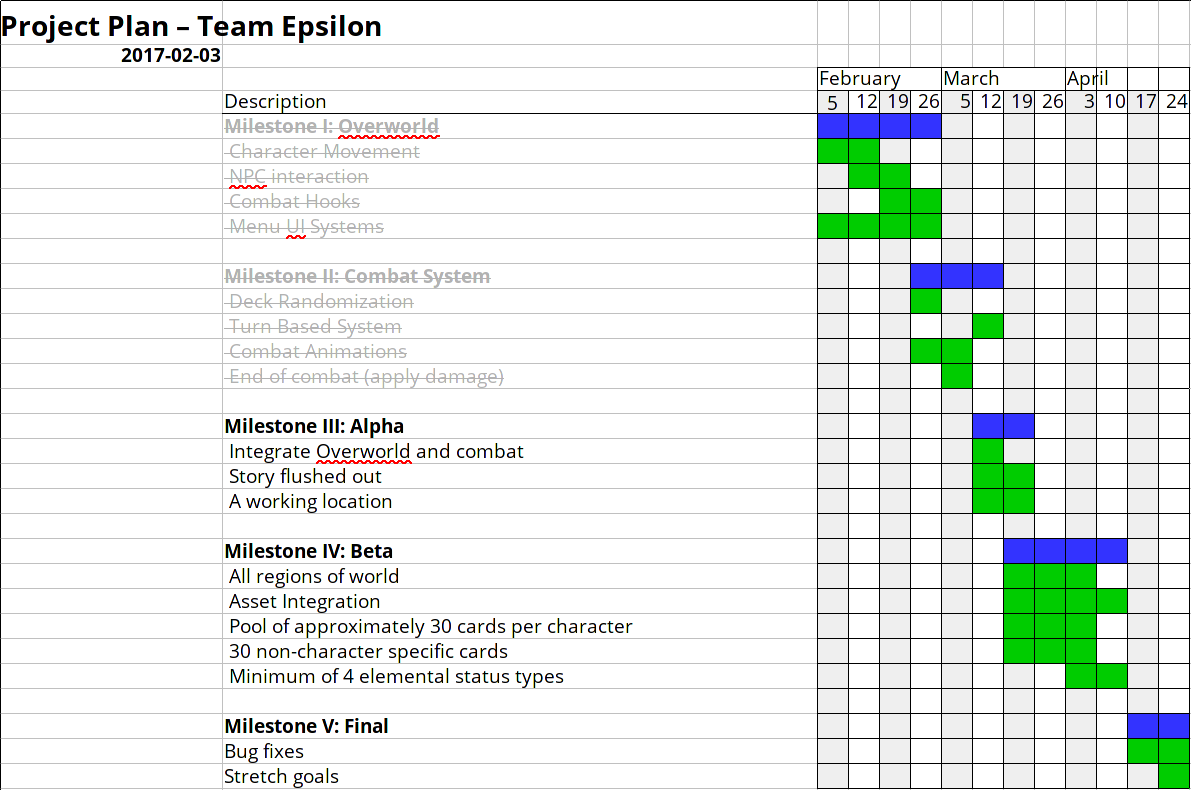 Project Plan – Team Epsilon
2017-02-03
February March April
Description 5 12 19 26 5 12 19 26 3 10 17 24
Milestone I: Overworld
Character Movement
NPC interaction
Combat Hooks
Menu UI Systems
Milestone II: Combat System
Deck Randomization
Turn Based System
Combat Animations
End of combat (apply damage)
Milestone III: Alpha
Integrate Overworld and combat
Story flushed out
A working location
Milestone IV: Beta
All regions of world
Asset Integration
Pool of approximately 30 cards per character
30 non-character specific cards
Minimum of 4 elemental status types
Milestone V: Final
Bug fixes
Stretch goals